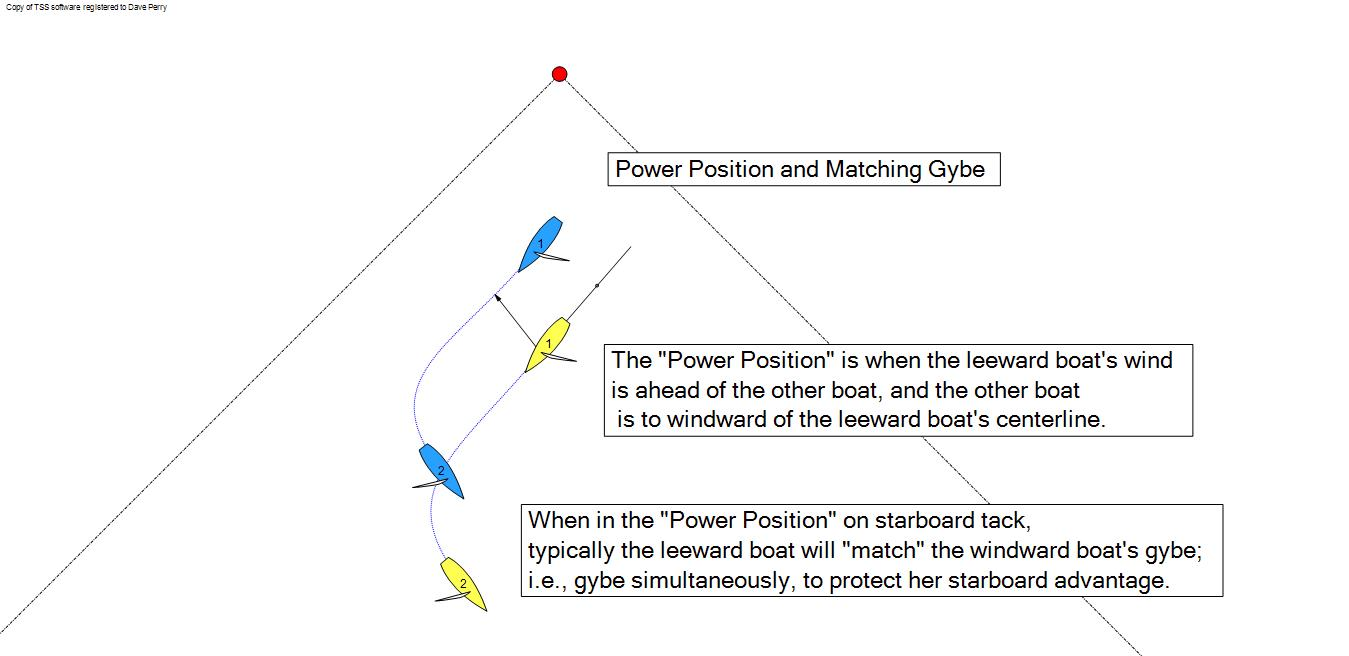 Copy of TSS software registered to Dave Perry
Power Position and Matching Gybe
1
1
The "Power Position" is when the leeward boat's wind
is ahead of the other boat, and the other boat
is to windward of the leeward boat's centerline.
2
When in the "Power Position" on starboard tack,
typically the leeward boat will "match" the windward boat's gybe;
i.e., gybe simultaneously, to protect her starboard advantage.
2